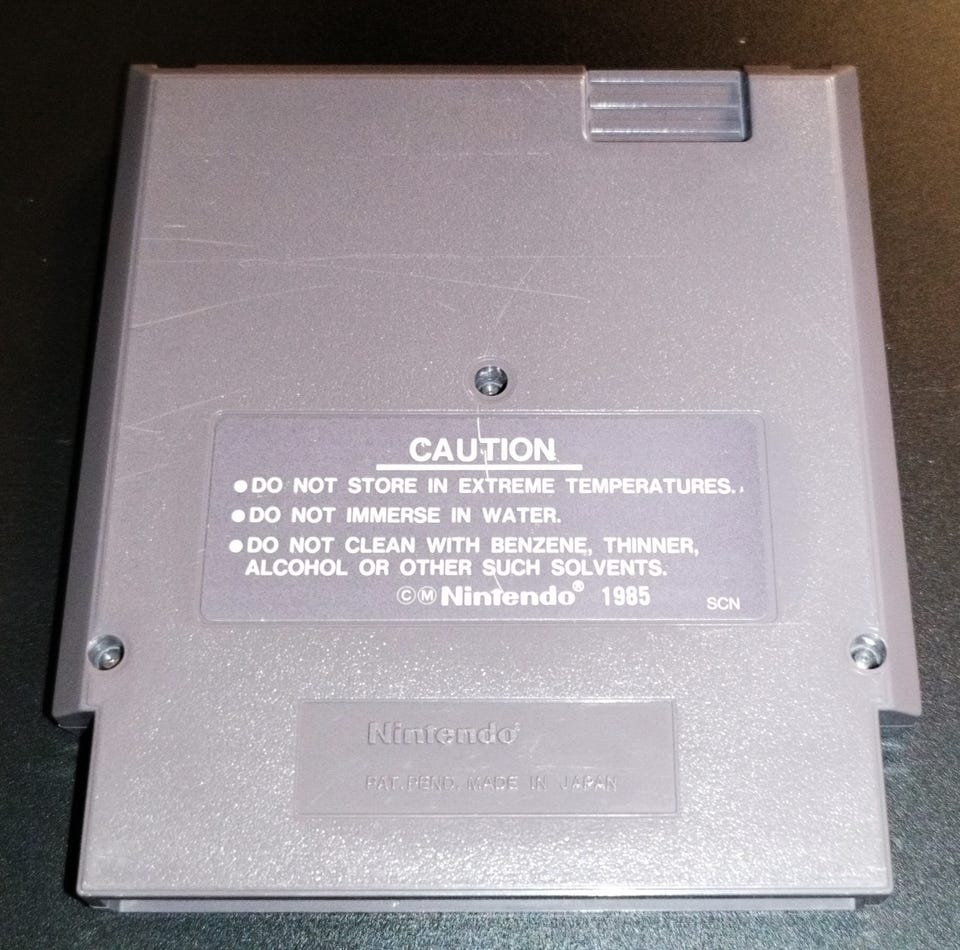 CAUTION
●DO NOT STORE IN EXTREME TEMPERATURES.
●DO NOT IMMERSE IN WATER.
●DO NOT CLEAN WITH BENZENE, THINNER,
ALCOHOL OR OTHER SUCH SOLVENTS.
©Ⓜ Nintendo® 1985 SCN
Nintendo®
PAT. PEND. MADE IN JAPAN